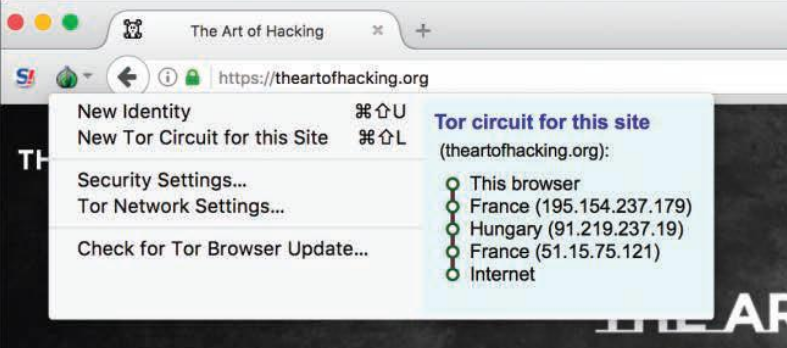 The Art of Hacking
S!
https://theartofhacking.org
New Identity ⌘⇧U
New Tor Circuit for this Site ⌘⇧L
Security Settings...
Tor Network Settings...
Check for Tor Browser Update...
Tor circuit for this site
(theartofhacking.org):
This browser
France (195.154.237.179)
Hungary (91.219.237.19)
France (51.15.75.121)
Internet
TH
AR